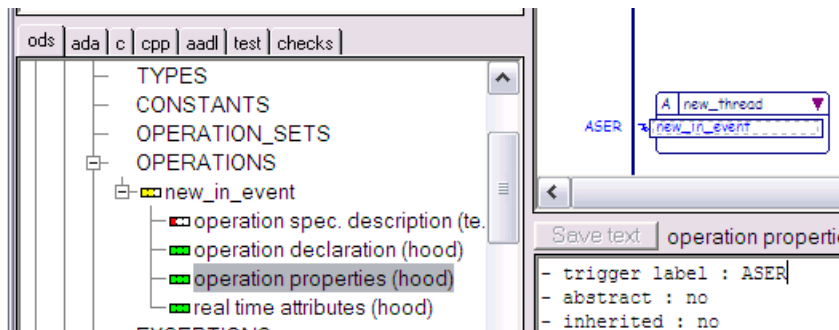 ods ada c cpp aadl test checks
TYPES
CONSTANTS
OPERATION_SETS
OPERATIONS
new_in_event
operation spec. description (te.
operation declaration (hood)
operation properties (hood)
real time attributes (hood)
EXCEPTIONS
A new_thread
ASER new_in_event
Save text operation properti
- trigger label : ASER
- abstract : no
- inherited : no